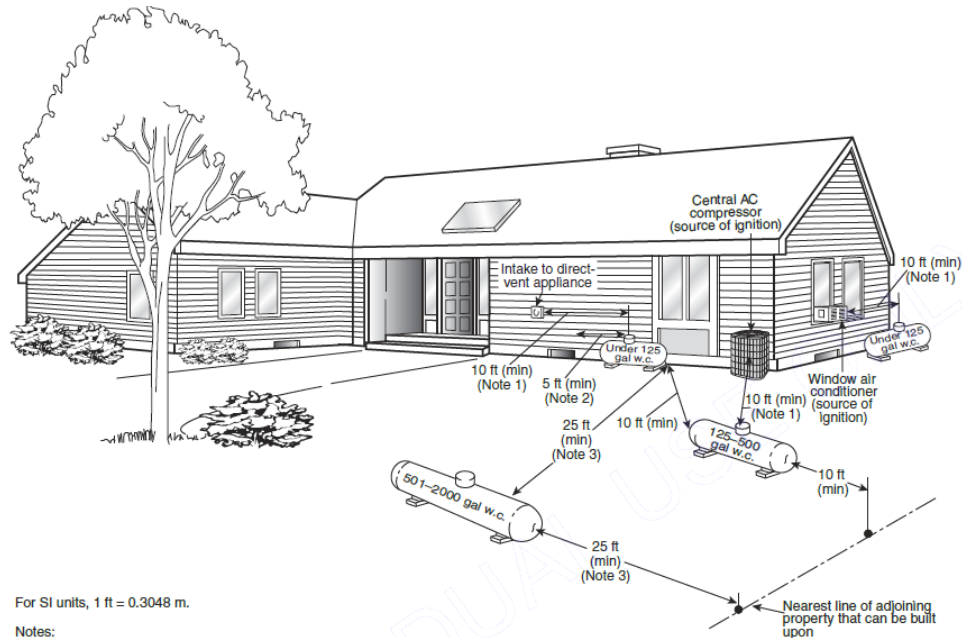 Central AC
compressor
(source of ignition)
10 ft (min)
(Note 1)
Intake to direct-
vent appliance
Under 125
gal w.c.
Under 125
gal w.c.
10 ft (min)
(Note 1)
5 ft (min)
(Note 2)
Window air
conditioner
(source of
ignition)
10 ft (min)
(Note 1)
25 ft
(min)
(Note 3)
10 ft (min)
125–500
gal w.c.
10 ft
(min)
501–2000 gal w.c.
25 ft
(min)
(Note 3)
For SI units, 1 ft = 0.3048 m.
Notes:
Nearest line of adjoining
property that can be built
upon